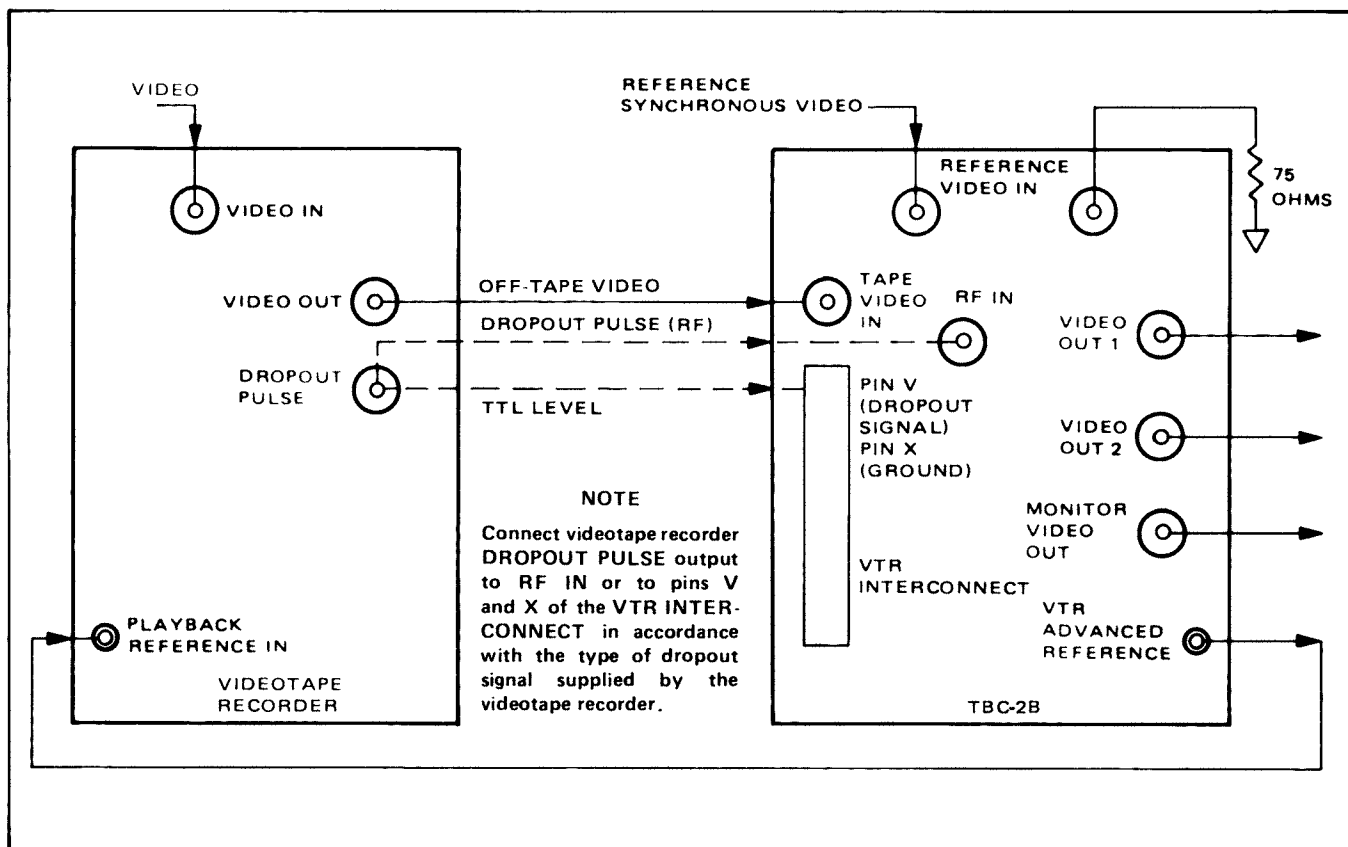 VIDEO
VIDEO IN
VIDEO OUT
DROPOUT
PULSE
PLAYBACK
REFERENCE IN
VIDEOTAPE
RECORDER
OFF-TAPE VIDEO
DROPOUT PULSE (RF)
TTL LEVEL
NOTE
Connect videotape recorder
DROPOUT PULSE output
to RF IN or to pins V
and X of the VTR INTER-
CONNECT in accordance
with the type of dropout
signal supplied by the
videotape recorder.
REFERENCE
SYNCHRONOUS VIDEO
REFERENCE
VIDEO IN
75
OHMS
TAPE
VIDEO
IN
RF IN
PIN V
(DROPOUT
SIGNAL)
PIN X
(GROUND)
VTR
INTERCONNECT
VIDEO
OUT 1
VIDEO
OUT 2
MONITOR
VIDEO
OUT
VTR
ADVANCED
REFERENCE
TBC-2B